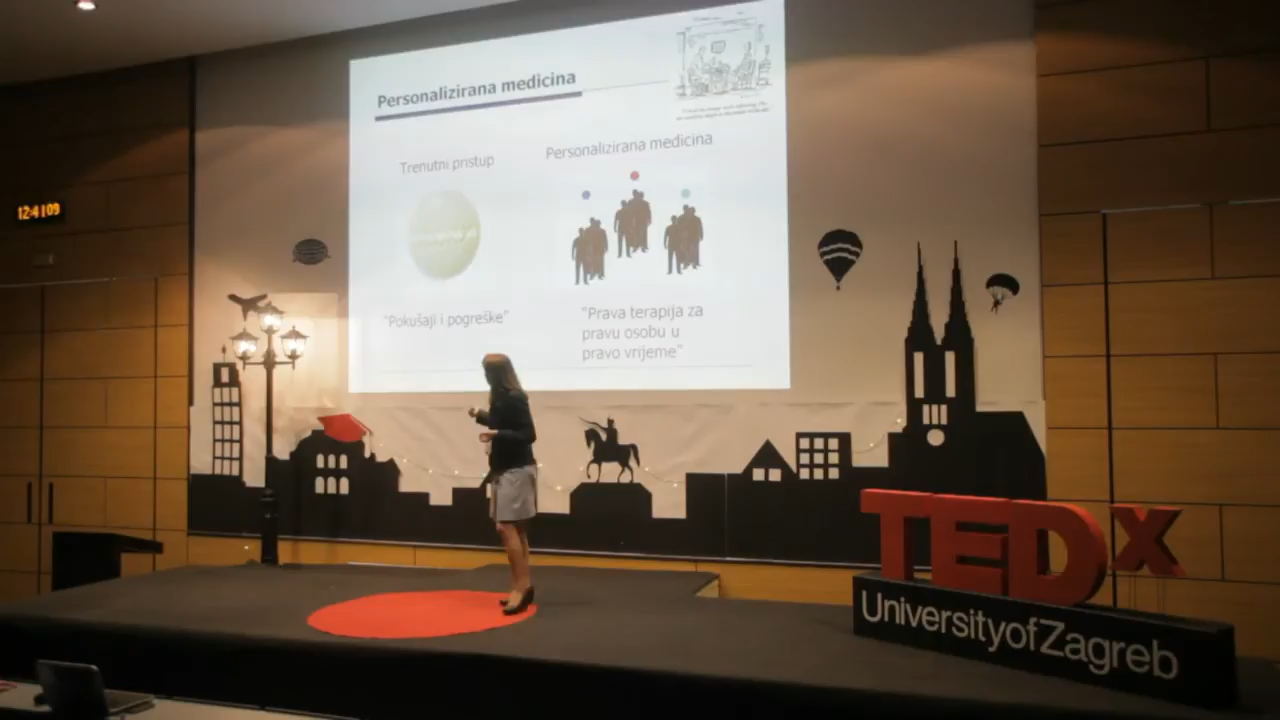 Personalizirana medicina
Trenutni pristup
Personalizirana medicina
"Pokušaji i pogreške"
"Prava terapija za
pravu osobu u
pravo vrijeme"
12:41:09
TEDx
UniversityofZagreb